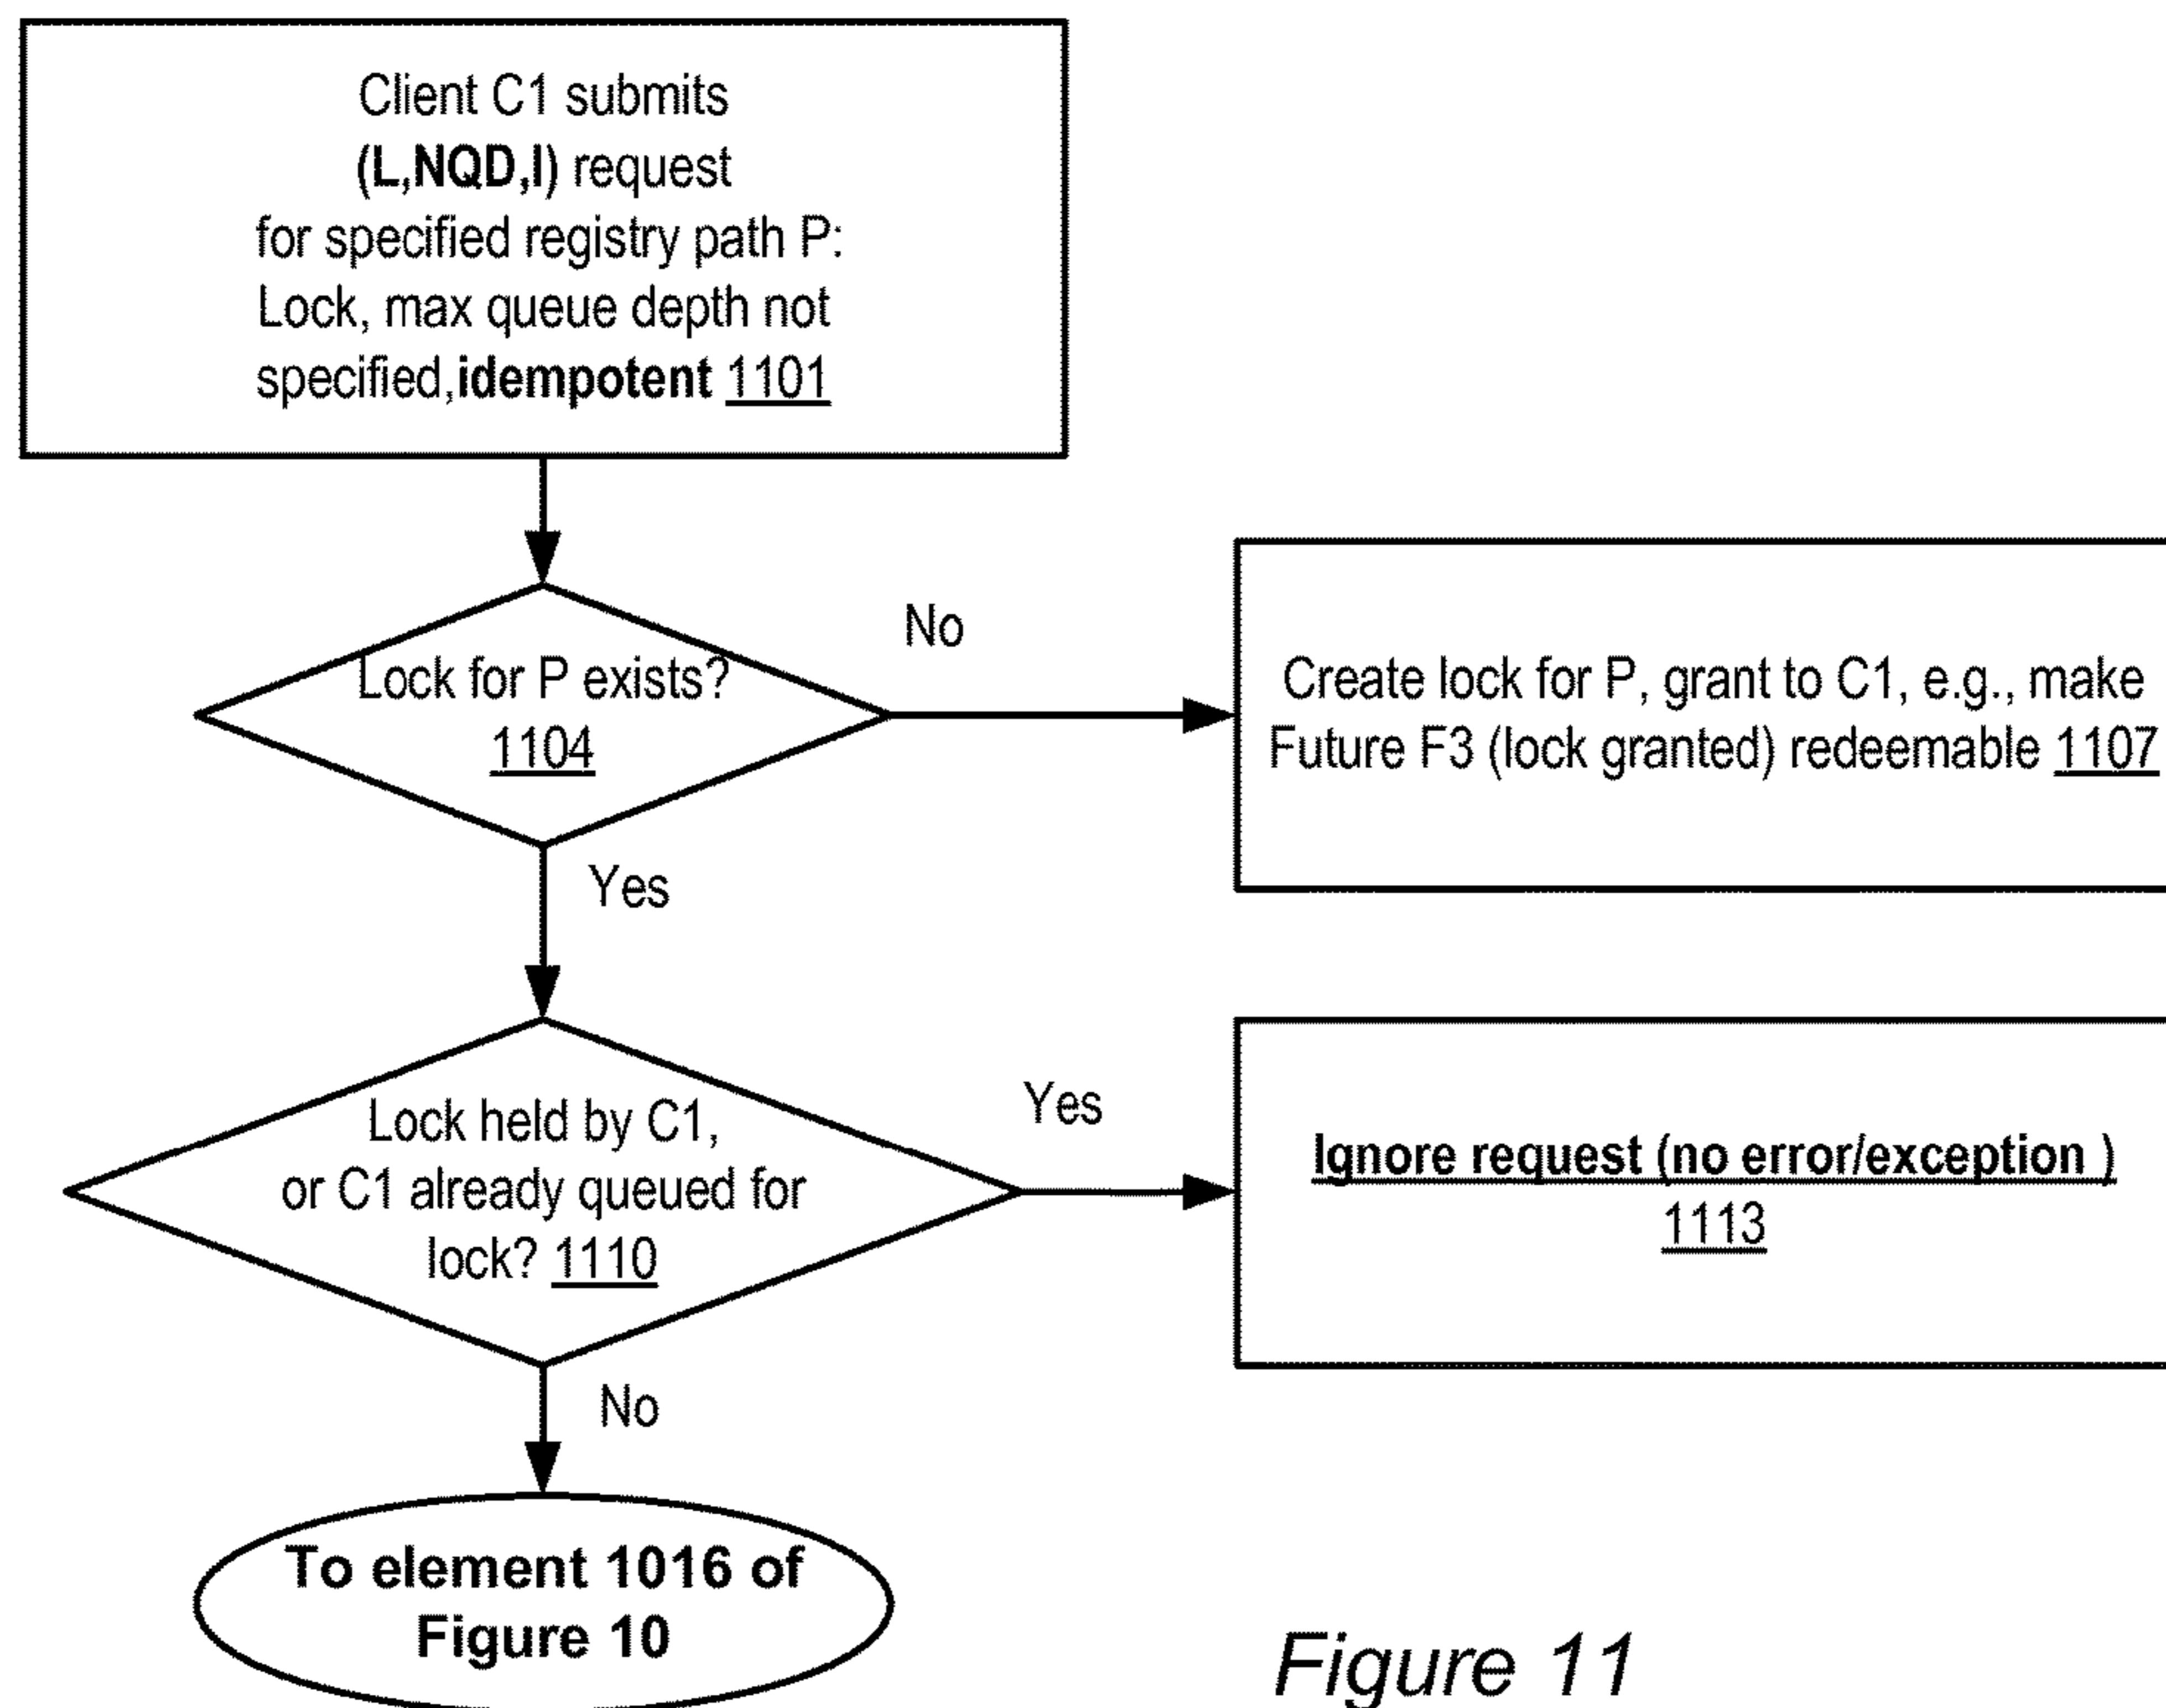 Client C1 submits
(L,NQD,I) request
for specified registry path P:
Lock, max queue depth not
specified,idempotent 1101
No
Lock for P exists?
1104
Create lock for P, grant to C1, e.g., make
Future F3 (lock granted) redeemable 1107
Yes
Lock held by C1,
or C1 already queued for
lock? 1110
Yes
Ignore request (no error/exception )
1113
No
To element 1016 of
Figure 10
Figure 11